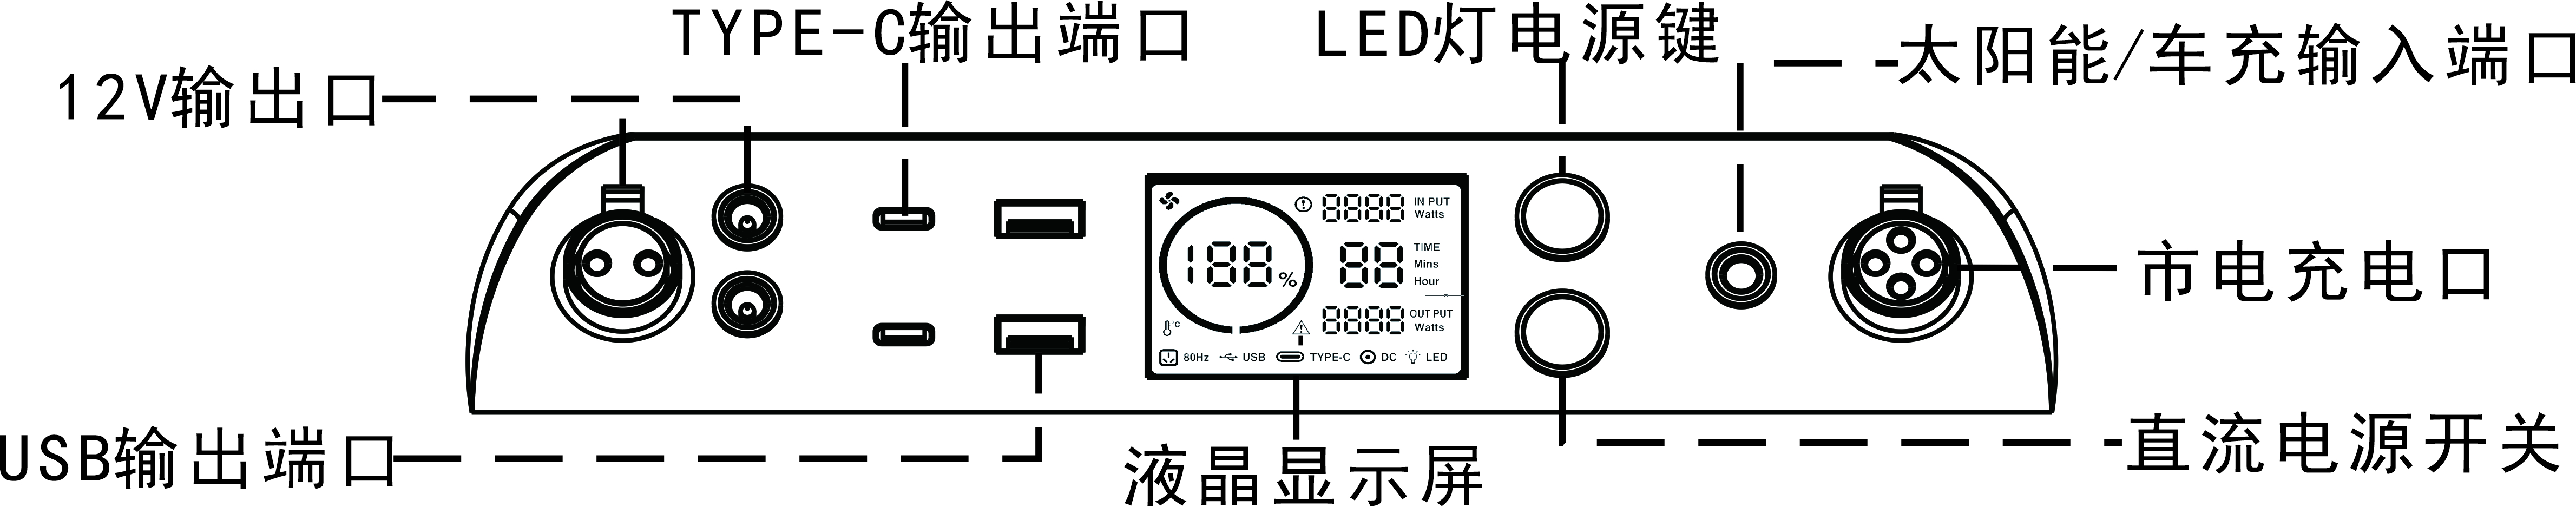 TYPE-C输出端口
LED灯电源键
太阳能/车充输入端口
12V输出口
8888 IN PUT
Watts
188%
88 TIME
Mins
Hour
8888 OUT PUT
Watts
°C
80Hz USB TYPE-C DC LED
市电充电口
USB输出端口
液晶显示屏
直流电源开关